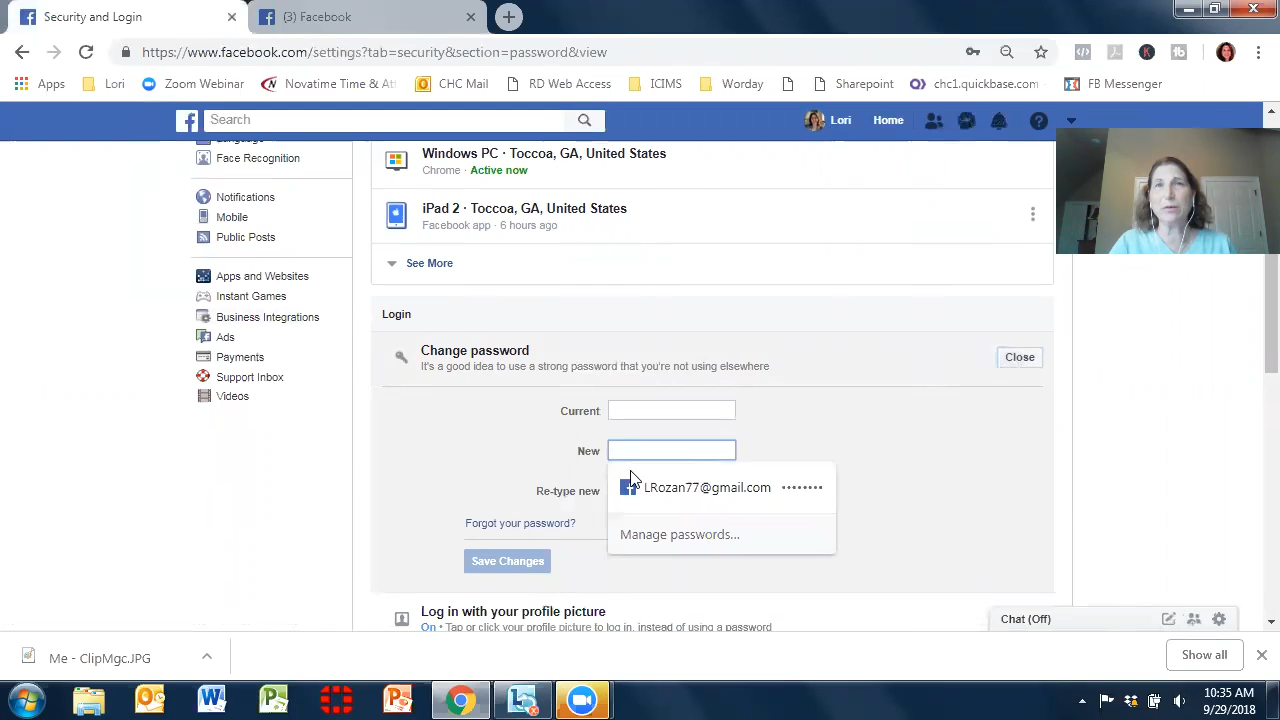 Security and Login
(3) Facebook
https://www.facebook.com/settings?tab=security&section=password&view
Apps Lori Zoom Webinar Novatime Time & At CHC Mail RD Web Access ICIMS Worday Sharepoint chc1.quickbase.com FB Messenger
Search
Lori Home
Face Recognition
Notifications
Mobile
Public Posts
Apps and Websites
Instant Games
Business Integrations
Ads
Payments
Support Inbox
Videos
Windows PC · Toccoa, GA, United States
Chrome · Active now
iPad 2 · Toccoa, GA, United States
Facebook app · 6 hours ago
See More
Login
Change password
It's a good idea to use a strong password that you're not using elsewhere
Close
Current
New
Re-type new
LRozan77@gmail.com ••••••••
Manage passwords...
Forgot your password?
Save Changes
Log in with your profile picture
On • Tap or click your profile picture to log in, instead of using a password
Chat (Off)
Me - ClipMgc.JPG
Show all
10:35 AM
9/29/2018